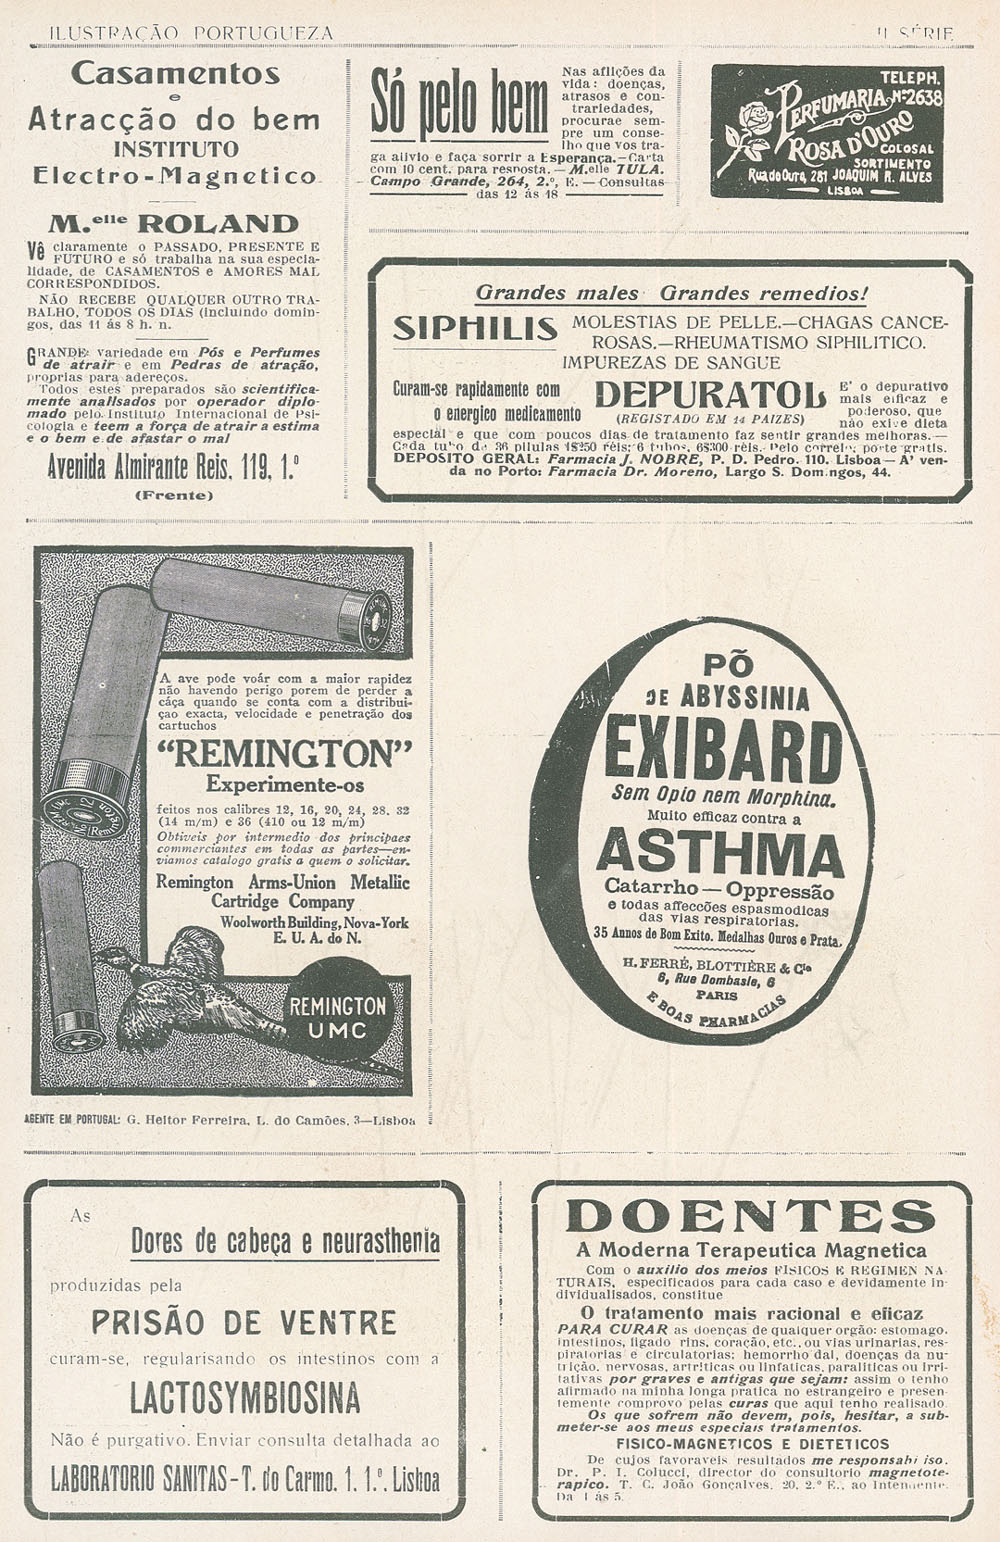 ILUSTRAÇÃO PORTUGUEZA
II SÉRIE
Casamentos
e
Atracção do bem
INSTITUTO
Electro-Magnetico
M.elle ROLAND
Vê claramente o PASSADO, PRESENTE E
FUTURO e só trabalha na sua especia-
lidade, de CASAMENTOS e AMORES MAL
CORRESPONDIDOS.
NÃO RECEBE QUALQUER OUTRO TRA-
BALHO, TODOS OS DIAS (incluindo domin-
gos, das 11 ás 8 h. n.
GRANDE variedade em Pós e Perfumes
de atrair e em Pedras de atração,
proprias para adereços.
Todos estes preparados são scientifica-
mente analisados por operador diplo-
mado pelo Instituto Internacional de Psi-
cologia e teem a força de atrair a estima
e o bem e de afastar o mal
Avenida Almirante Reis, 119, 1.º
(Frente)
Só pelo bem
Nas aflições da
vida: doenças,
atrasos e con-
trariedades,
procurae sem-
pre um conse-
lho que vos tra-
ga alivio e faça sorrir a Esperança.—Carta
com 10 cent. para resposta.—M.elle TULA.
Campo Grande, 264, 2.º, E.—Consultas
das 12 ás 18
TELEPH.
Nº 2638
PERFUMARIA
ROSA D'OURO
COLOSAL
SORTIMENTO
Rua do Ouro, 281 JOAQUIM R. ALVES
LISBOA
Grandes males Grandes remedios!
SIPHILIS MOLESTIAS DE PELLE.—CHAGAS CANCE-
ROSAS.—RHEUMATISMO SIPHILITICO.
IMPUREZAS DE SANGUE
Curam-se rapidamente com
o energico medicamento
DEPURATOL
(REGISTADO EM 14 PAIZES)
E' o depurativo
mais eficaz e
poderoso, que
não exije dieta
especial e que com poucos dias de tratamento faz sentir grandes melhoras.—
Cada tubo de 36 pilulas 1$250 réis; 6 tubos, 6$300 réis. Pelo correio; porte gratis.
DEPOSITO GERAL: Farmacia J. NOBRE, P. D. Pedro. 110. Lisboa—A' ven-
da no Porto: Farmacia Dr. Moreno, Largo S. Domingos, 44.
A ave pode voár com a maior rapidez
não havendo perigo porem de perder a
cáça quando se conta com a distribui-
çao exacta, velocidade e penetração dos
cartuchos
"REMINGTON"
Experimente-os
feitos nos calibres 12, 16, 20, 24, 28, 32
(14 m/m) e 36 (410 ou 12 m/m)
Obtiveis por intermedio dos principaes
commerciantes em todas as partes—en-
viamos catalogo gratis a quem o solicitar.
Remington Arms-Union Metallic
Cartridge Company
Woolworth Building, Nova-York
E. U. A. do N.
REMINGTON
UMC
AGENTE EM PORTUGAL: G. Heitor Ferreira, L. do Camões, 3—Lisboa
PÕ
DE ABYSSINIA
EXIBARD
Sem Opio nem Morphina.
Muito efficaz contra a
ASTHMA
Catarrho — Oppressão
e todas affecções espasmodicas
das vias respiratorias.
35 Annos de Bom Exito. Medalhas Ouros e Prata.
H. FERRÉ, BLOTTIÈRE & Cie
6, Rue Dombasle, 6
PARIS
E BOAS PHARMACIAS
As
Dores de cabeça e neurasthenia
produzidas pela
PRISÃO DE VENTRE
curam-se, regularisando os intestinos com a
LACTOSYMBIOSINA
Não é purgativo. Enviar consulta detalhada ao
LABORATORIO SANITAS - T. do Carmo, 1. 1.º. Lisboa
DOENTES
A Moderna Terapeutica Magnetica
Com o auxilio dos meios FISICOS E REGIMEN NA-
TURAIS, especificados para cada caso e devidamente in-
dividualisados, constitue
O tratamento mais racional e eficaz
PARA CURAR as doenças de qualquer orgão: estomago,
intestinos, ligado rins, coração, etc., ou vias urinarias, res-
piratorias e circulatorias; hemorrhoidal, doenças da nu-
trição, nervosas, artriticas ou linfaticas, paraliticas ou irri-
tativas por graves e antigas que sejam: assim o tenho
afirmado na minha longa pratica no estrangeiro e presen-
temente comprovo pelas curas que aqui tenho realisado.
Os que sofrem não devem, pois, hesitar, a sub-
meter-se aos meus especiais tratamentos.
FISICO-MAGNETICOS E DIETETICOS
De cujos favoraveis resultados me responsabiliso.
Dr. P. I. Colucci, director do consultorio magnetote-
rapico. T. C. João Gonçalves, 20, 2.º E., ao Intendente.
Da 1 ás 5.